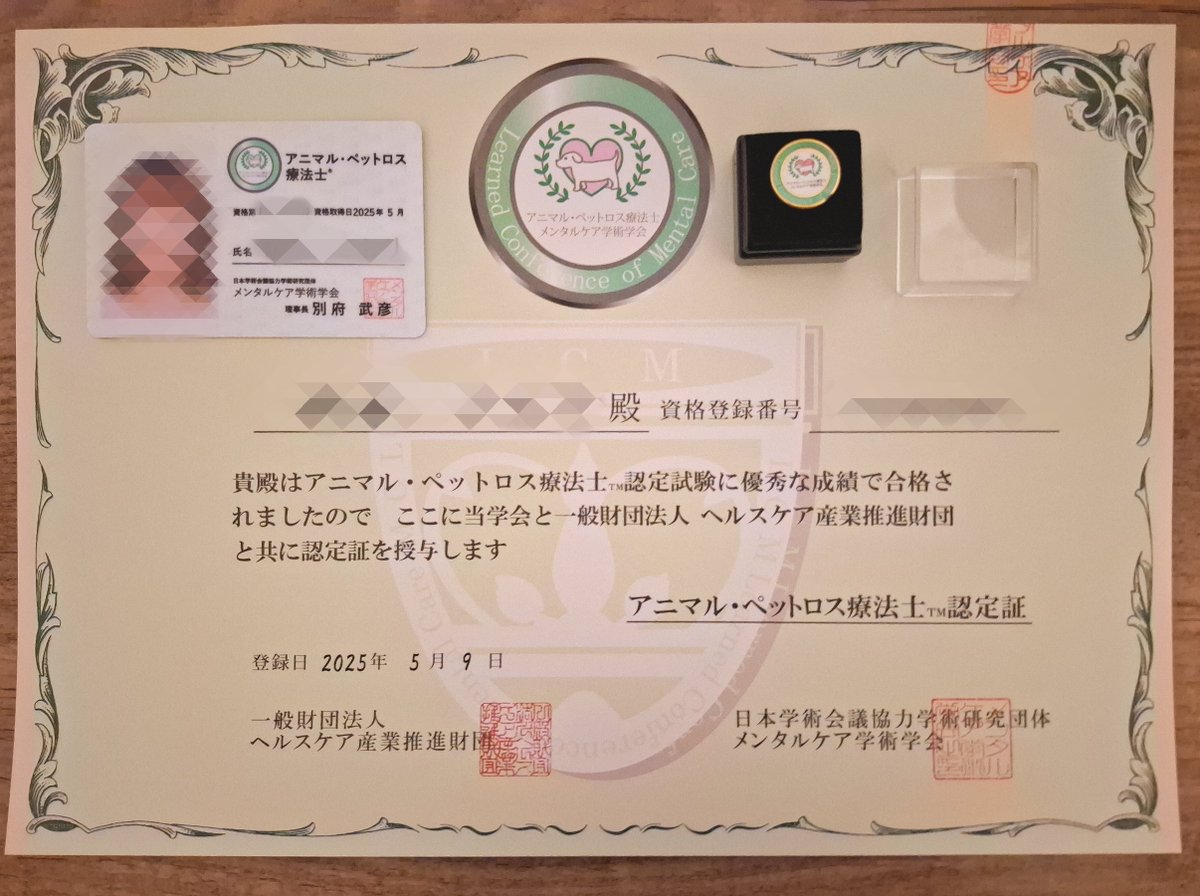 アニマル・ペットロス
療法士®
資格 資格取得日2025年 5 月
氏名
日本学術会議協力学術研究団体
メンタルケア学術学会
理事長 別府 武彦
Learned Conference of Mental Care
アニマル・ペットロス療法士
メンタルケア学術学会
L C M
殿 資格登録番号
貴殿はアニマル・ペットロス療法士™認定試験に優秀な成績で合格さ
れましたので ここに当学会と一般財団法人 ヘルスケア産業推進財団
と共に認定証を授与します
アニマル・ペットロス療法士™認定証
登録日 2025年 5 月 9 日
一般財団法人
ヘルスケア産業推進財団
日本学術会議協力学術研究団体
メンタルケア学術学会